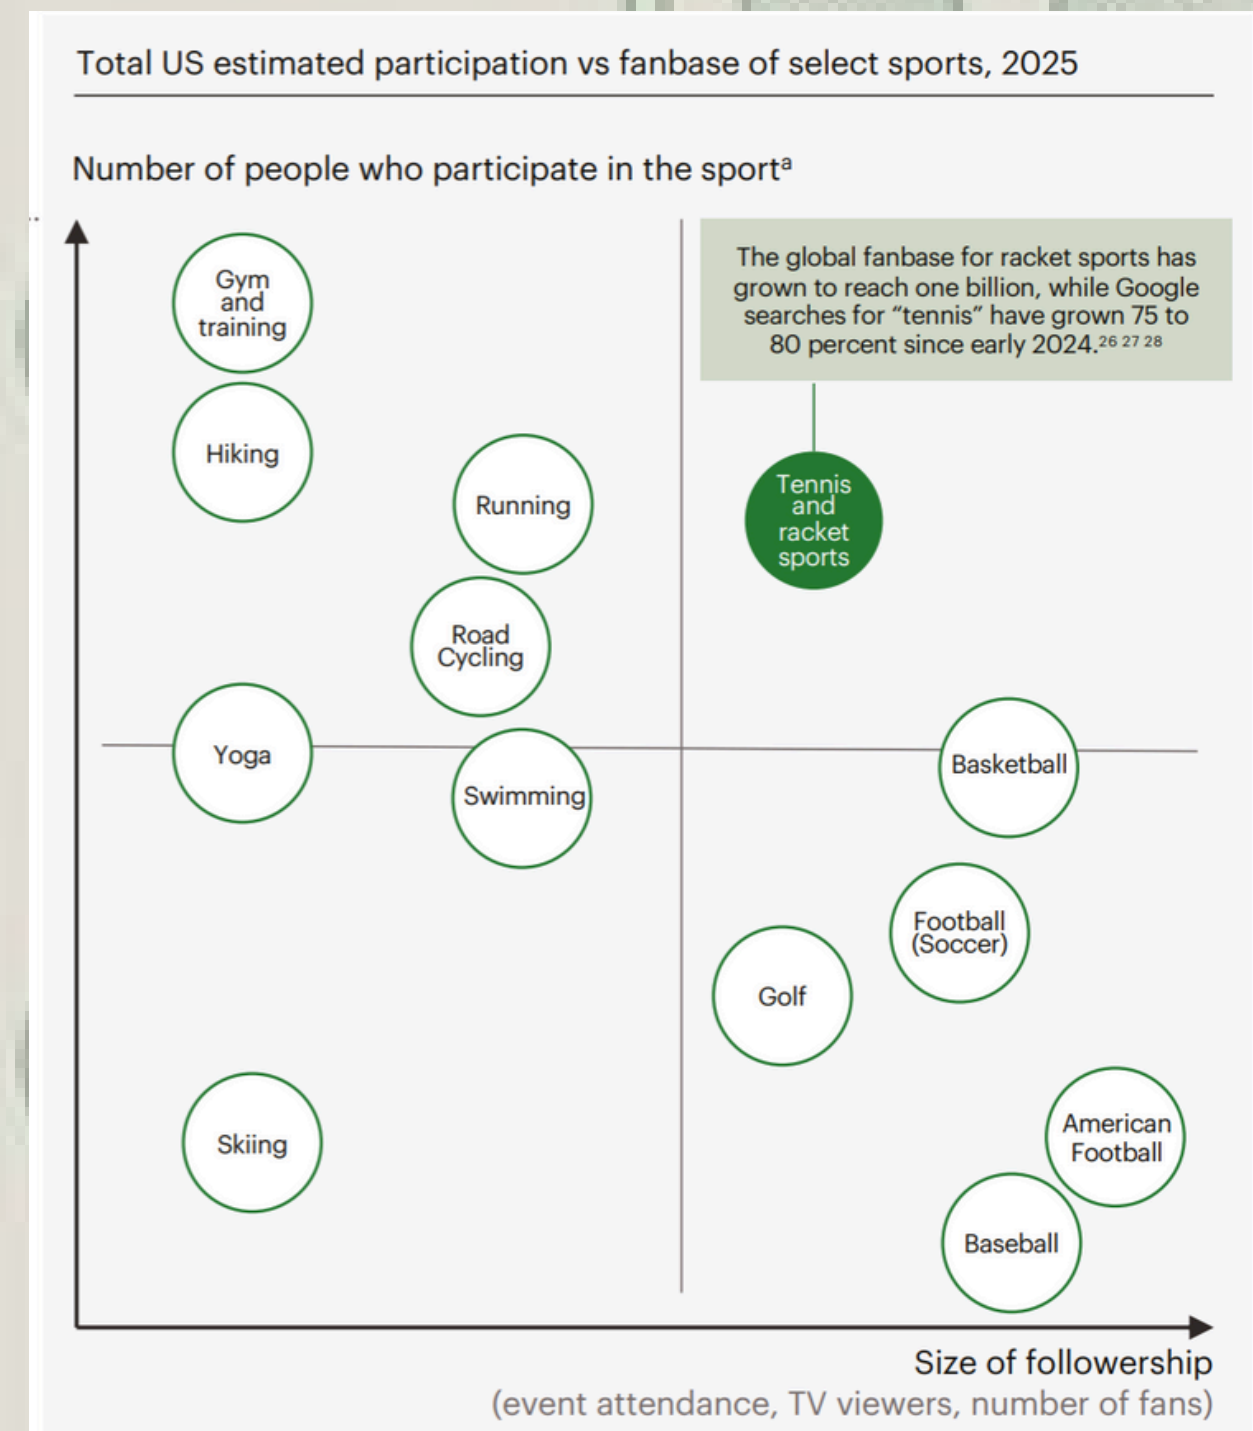 Total US estimated participation vs fanbase of select sports, 2025
Number of people who participate in the sportᵃ
The global fanbase for racket sports has
grown to reach one billion, while Google
searches for “tennis” have grown 75 to
80 percent since early 2024.²⁶ ²⁷ ²⁸
Gym
and
training
Hiking
Running
Tennis
and
racket
sports
Road
Cycling
Yoga
Swimming
Basketball
Football
(Soccer)
Golf
Skiing
American
Football
Baseball
Size of followership
(event attendance, TV viewers, number of fans)